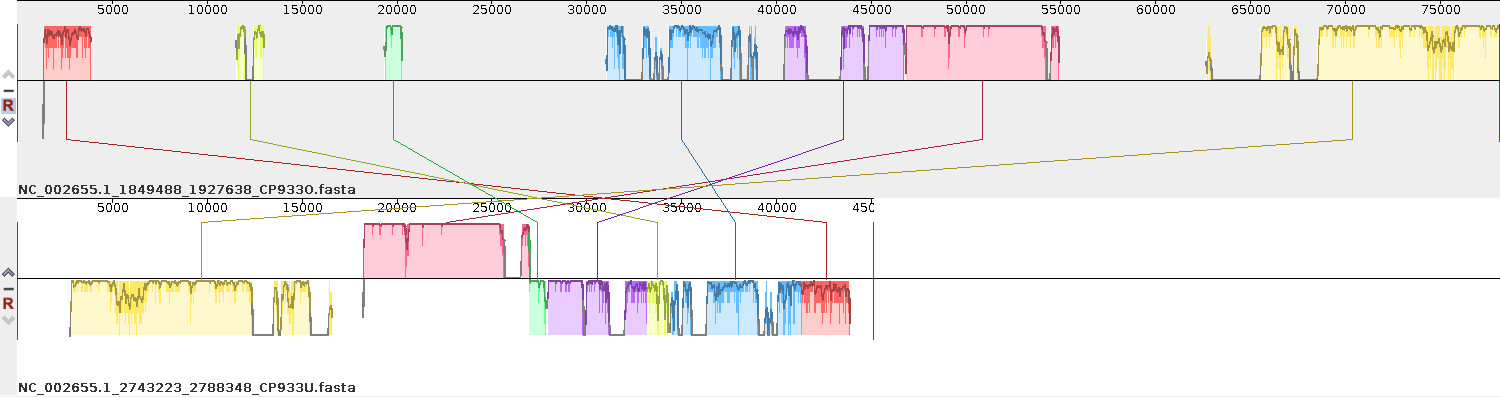 5000 10000 15000 20000 25000 30000 35000 40000 45000 50000 55000 60000 65000 70000 75000
R
NC_002655.1_1849488_1927638_CP933O.fasta
5000 10000 15000 20000 25000 30000 35000 40000 450
R
NC_002655.1_2743223_2788348_CP933U.fasta